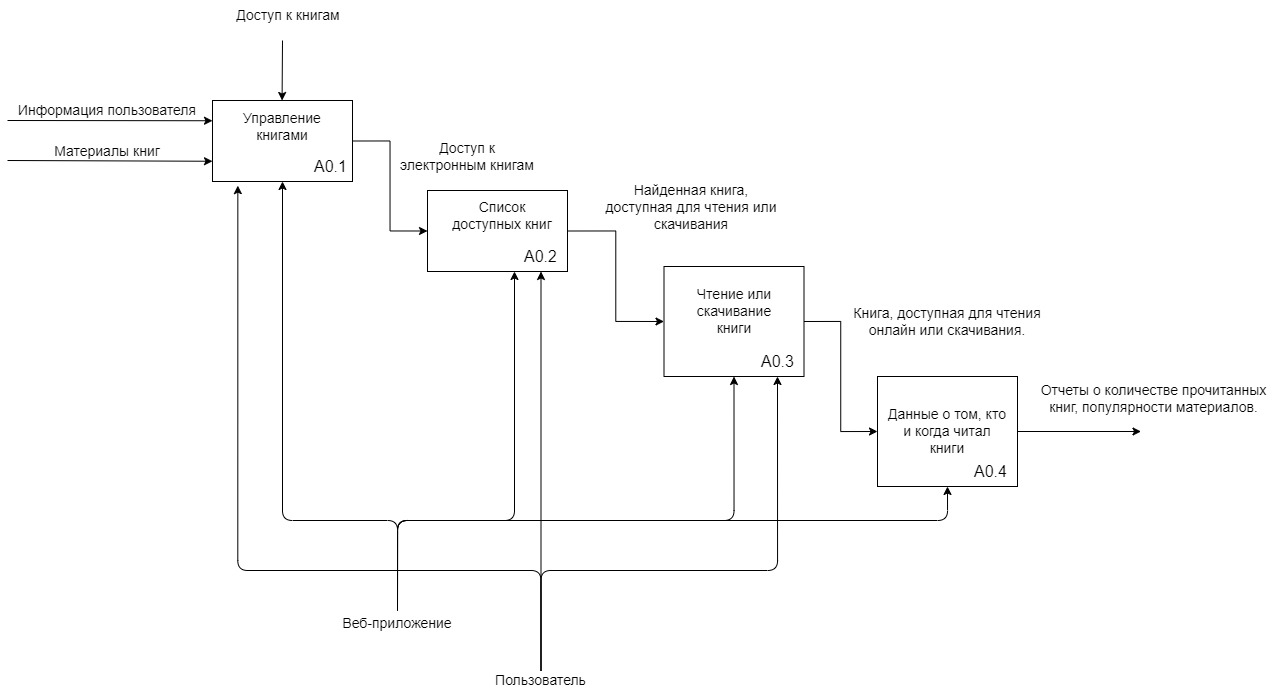 Доступ к книгам
Информация пользователя
Материалы книг
Управление
книгами
A0.1
Доступ к
электронным книгам
Список
доступных книг
A0.2
Найденная книга,
доступная для чтения или
скачивания
Чтение или
скачивание
книги
A0.3
Книга, доступная для чтения
онлайн или скачивания.
Данные о том, кто
и когда читал
книги
A0.4
Отчеты о количестве прочитанных
книг, популярности материалов.
Веб-приложение
Пользователь